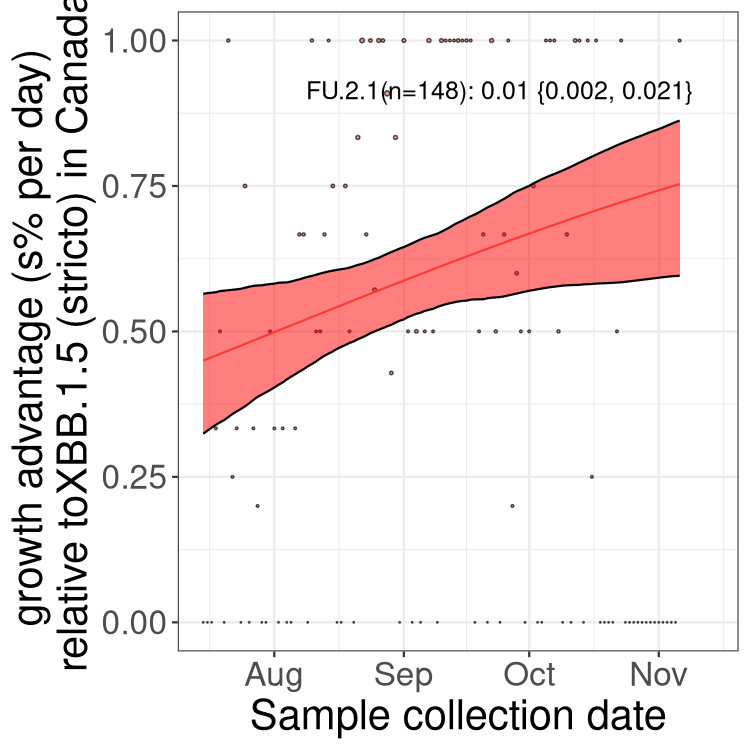 growth advantage (s% per day)
relative toXBB.1.5 (stricto) in Canada
1.00
0.75
0.50
0.25
0.00
FU.2.1(n=148): 0.01 {0.002, 0.021}
Aug Sep Oct Nov
Sample collection date